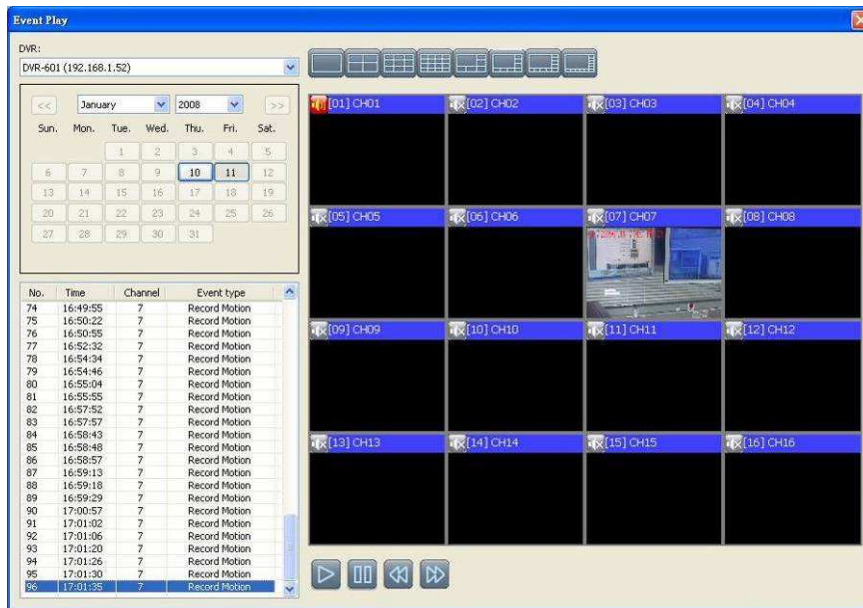 Event Play
DVR:
DVR-601 (192.168.1.52)
<< January 2008 >>
Sun. Mon. Tue. Wed. Thu. Fri. Sat.
1 2 3 4 5
6 7 8 9 10 11 12
13 14 15 16 17 18 19
20 21 22 23 24 25 26
27 28 29 30 31
No. Time Channel Event type
74 16:49:55 7 Record Motion
75 16:50:22 7 Record Motion
76 16:50:55 7 Record Motion
77 16:52:32 7 Record Motion
78 16:54:34 7 Record Motion
79 16:54:46 7 Record Motion
80 16:55:04 7 Record Motion
81 16:55:55 7 Record Motion
82 16:57:52 7 Record Motion
83 16:57:57 7 Record Motion
84 16:58:43 7 Record Motion
85 16:58:48 7 Record Motion
86 16:58:57 7 Record Motion
87 16:59:13 7 Record Motion
88 16:59:18 7 Record Motion
89 16:59:29 7 Record Motion
90 17:00:57 7 Record Motion
91 17:01:02 7 Record Motion
92 17:01:06 7 Record Motion
93 17:01:20 7 Record Motion
94 17:01:26 7 Record Motion
95 17:01:30 7 Record Motion
96 17:01:35 7 Record Motion
[01] CH01 [02] CH02 [03] CH03 [04] CH04
[05] CH05 [06] CH06 [07] CH07 [08] CH08
[09] CH09 [10] CH10 [11] CH11 [12] CH12
[13] CH13 [14] CH14 [15] CH15 [16] CH16